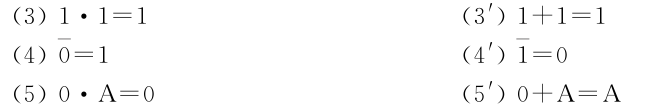 (3) 1·1=1 (3′) 1+1=1
(4) 0̅=1 (4′) 1̅=0
(5) 0·A=0 (5′) 0+A=A